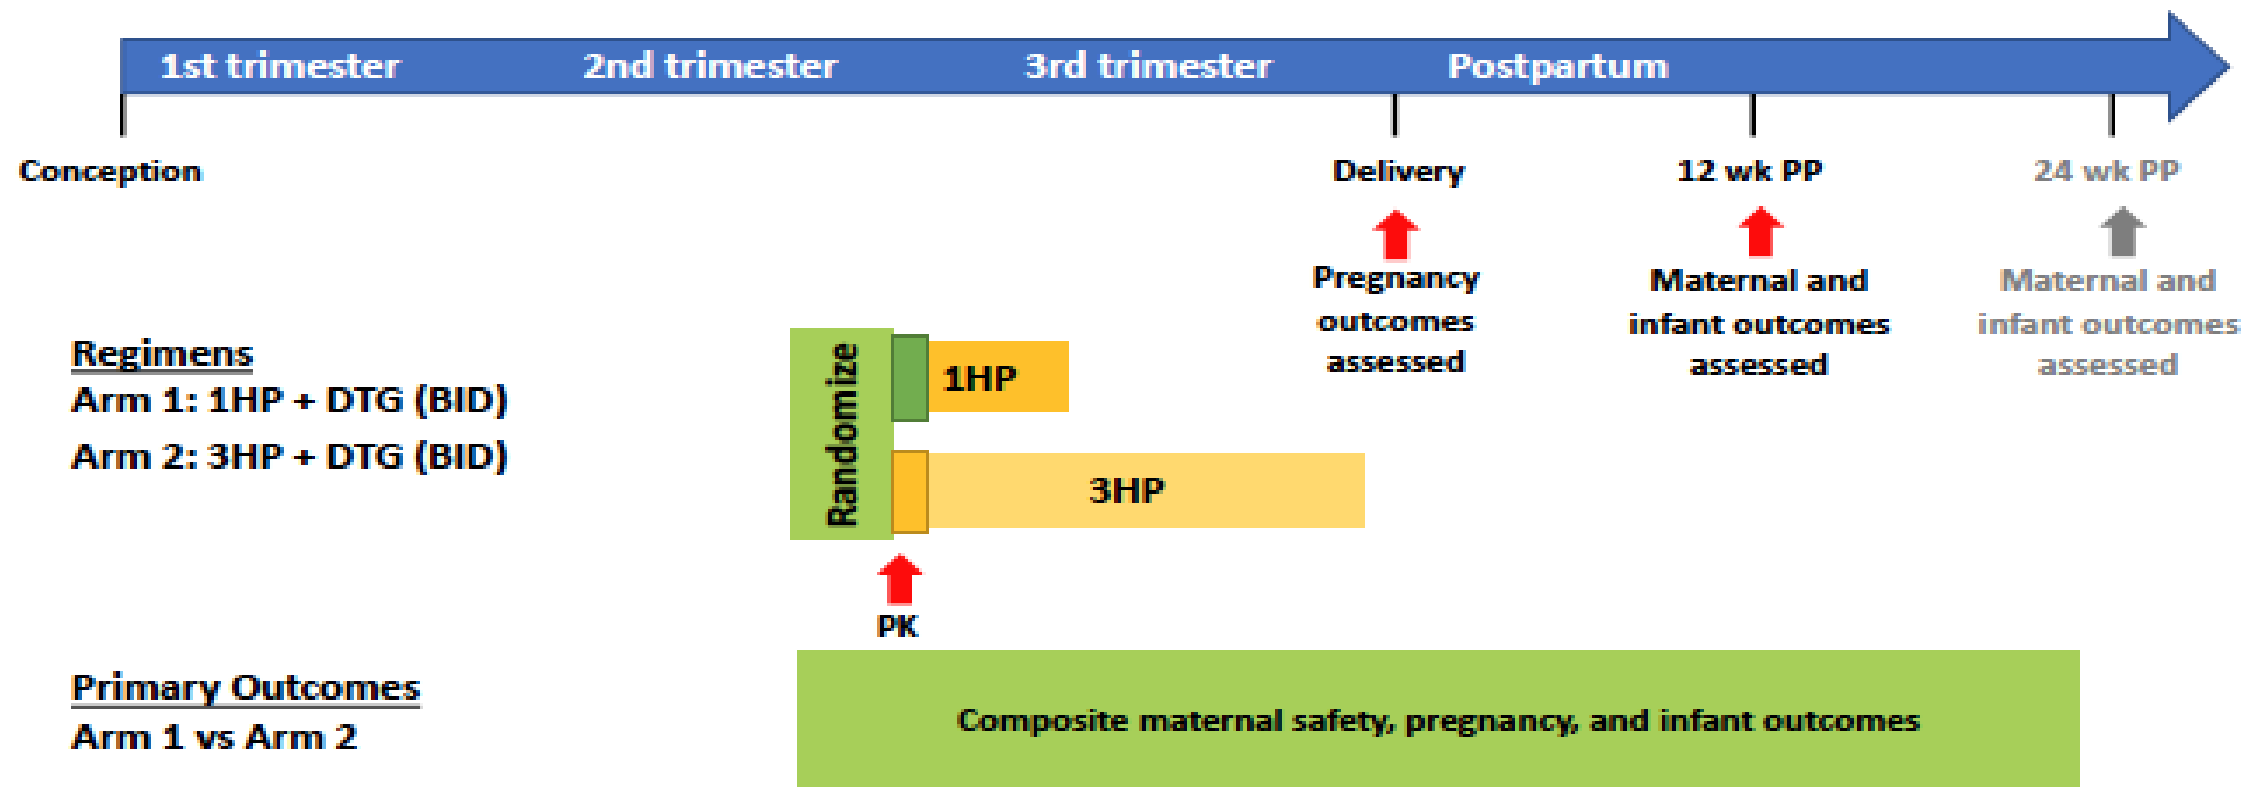 1st trimester 2nd trimester 3rd trimester Postpartum
Conception Delivery 12 wk PP 24 wk PP
Pregnancy
outcomes
assessed
Maternal and
infant outcomes
assessed
Maternal and
infant outcomes
assessed
Regimens
Arm 1: 1HP + DTG (BID)
Arm 2: 3HP + DTG (BID)
Randomize
1HP
3HP
PK
Primary Outcomes
Arm 1 vs Arm 2
Composite maternal safety, pregnancy, and infant outcomes